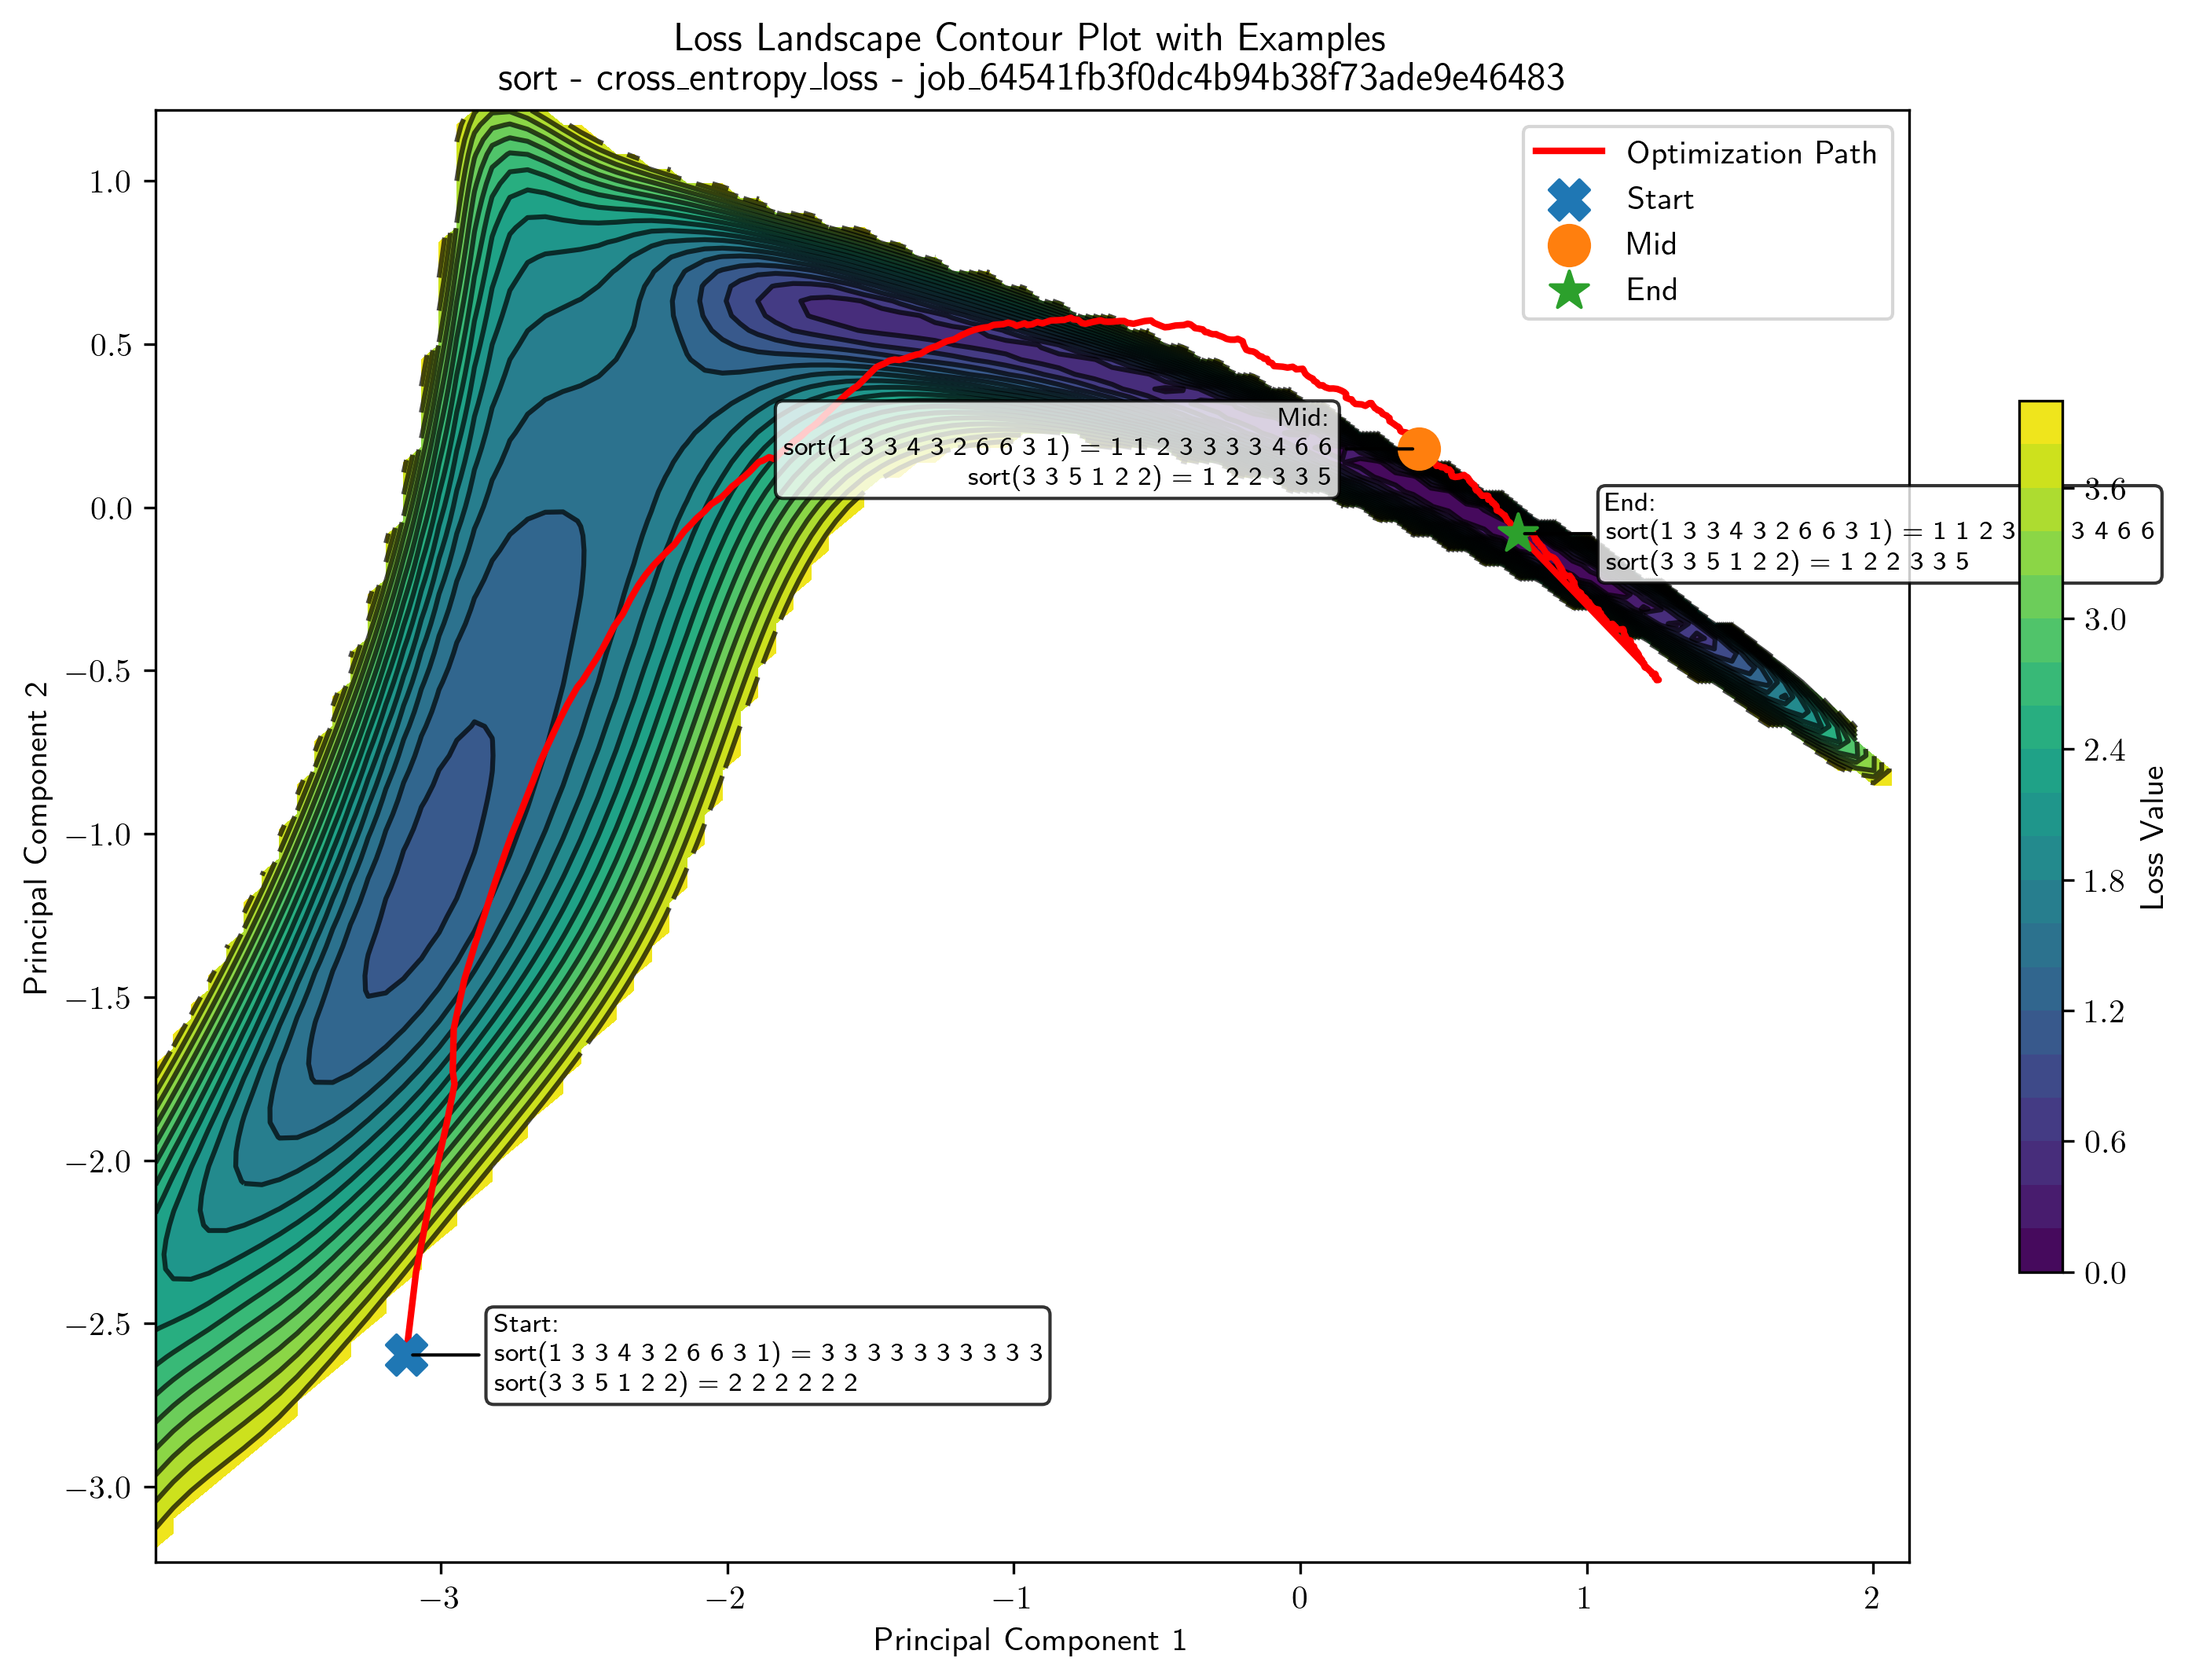 Loss Landscape Contour Plot with Examples
sort - cross_entropy_loss - job_64541fb3f0dc4b94b38f73ade9e46483
Optimization Path
Start
Mid
End
1.0
0.5
0.0
−0.5
−1.0
−1.5
−2.0
−2.5
−3.0
Principal Component 2
Mid:
sort(1 3 3 4 3 2 6 6 3 1) = 1 1 2 3 3 3 3 4 6 6
sort(3 3 5 1 2 2) = 1 2 2 3 3 5
End:
sort(1 3 3 4 3 2 6 6 3 1) = 1 1 2 3 3 4 6 6
sort(3 3 5 1 2 2) = 1 2 2 3 3 5
Start:
sort(1 3 3 4 3 2 6 6 3 1) = 3 3 3 3 3 3 3 3 3 3
sort(3 3 5 1 2 2) = 2 2 2 2 2 2
3.6
3.0
2.4
1.8
1.2
0.6
0.0
Loss Value
−3
−2
−1
0
1
2
Principal Component 1